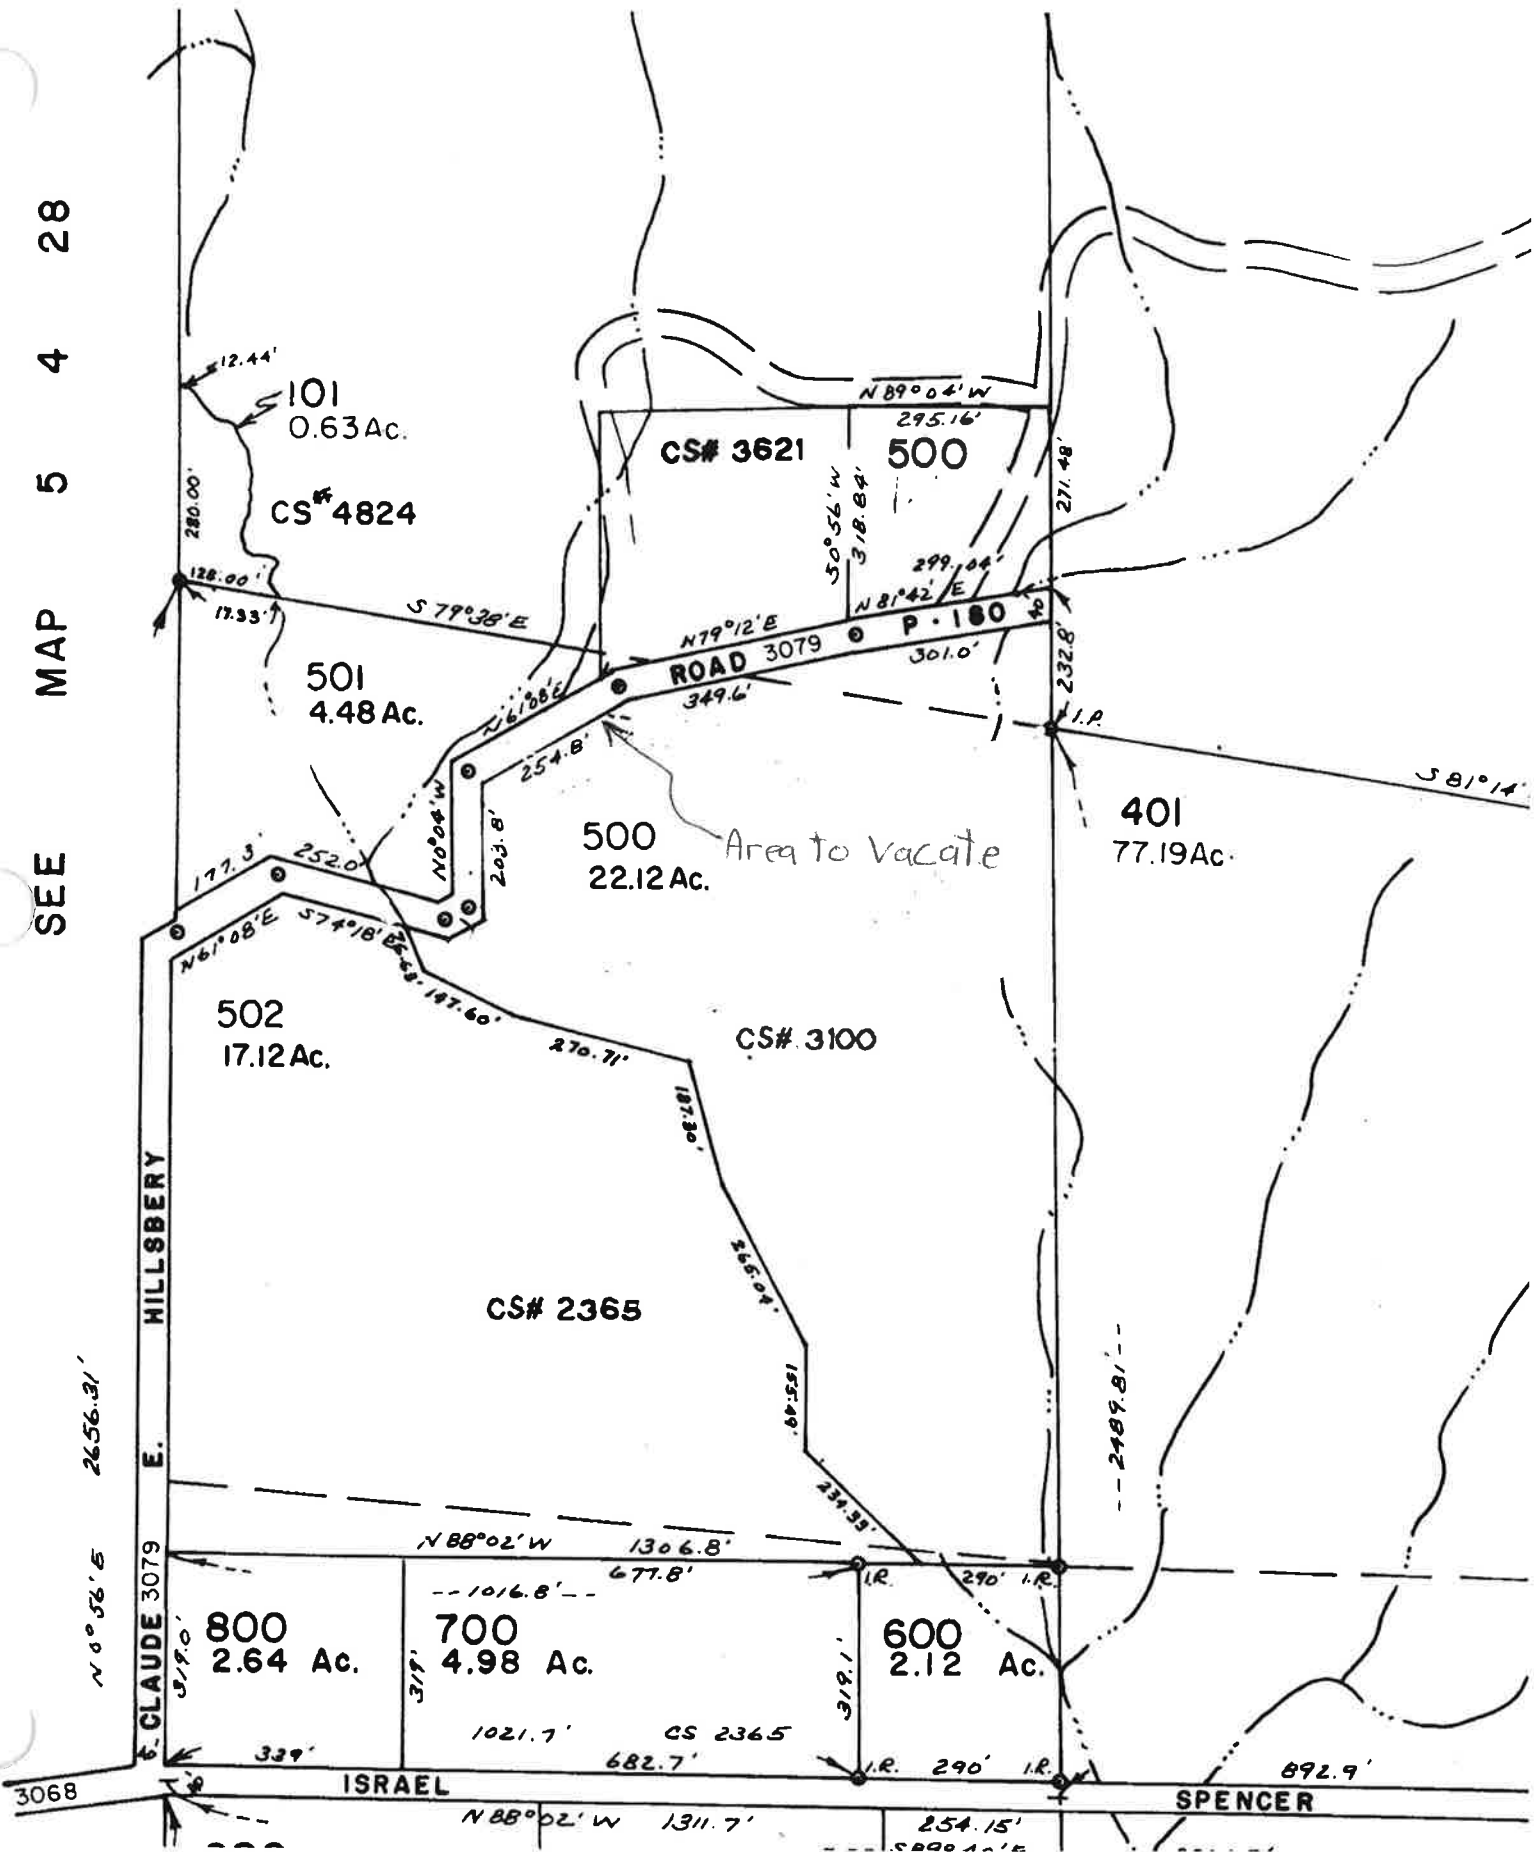 SEE MAP 5 4 28
12.44'
101
0.63 Ac.
CS# 4824
280.00'
128.00'
17.33'
S 79°38' E
501
4.48 Ac.
N 89°04' W
295.16'
CS# 3621
500
S0°56' W
318.84'
271.48'
299.04'
N 81°42' E
N 79°12' E
ROAD 3079 P-180
40'
301.0'
349.6'
232.8'
I.P.
S 81°14'
N 61°08' E
254.8'
N0°04' W
203.8'
500
22.12 Ac.
Area to Vacate
401
77.19 Ac.
177.3'
252.0'
N 61°08' E
S 74°18' E
147.60'
270.71'
502
17.12 Ac.
CS# 3100
187.30'
CS# 2365
155.49'
234.39'
2656.31'
N 0°56' E
CLAUDE 3079 E. HILLSBERY
--2489.81'--
N 88°02' W 1306.8'
677.8'
I.R.
290'
I.R.
--1016.8'--
800
2.64 Ac.
319.0'
700
4.98 Ac.
319'
600
2.12 Ac.
319.1'
1021.7'
CS 2365
339'
682.7'
I.R.
290'
I.R.
892.9'
3068
ISRAEL
SPENCER
N 88°02' W 1311.7'
254.15'